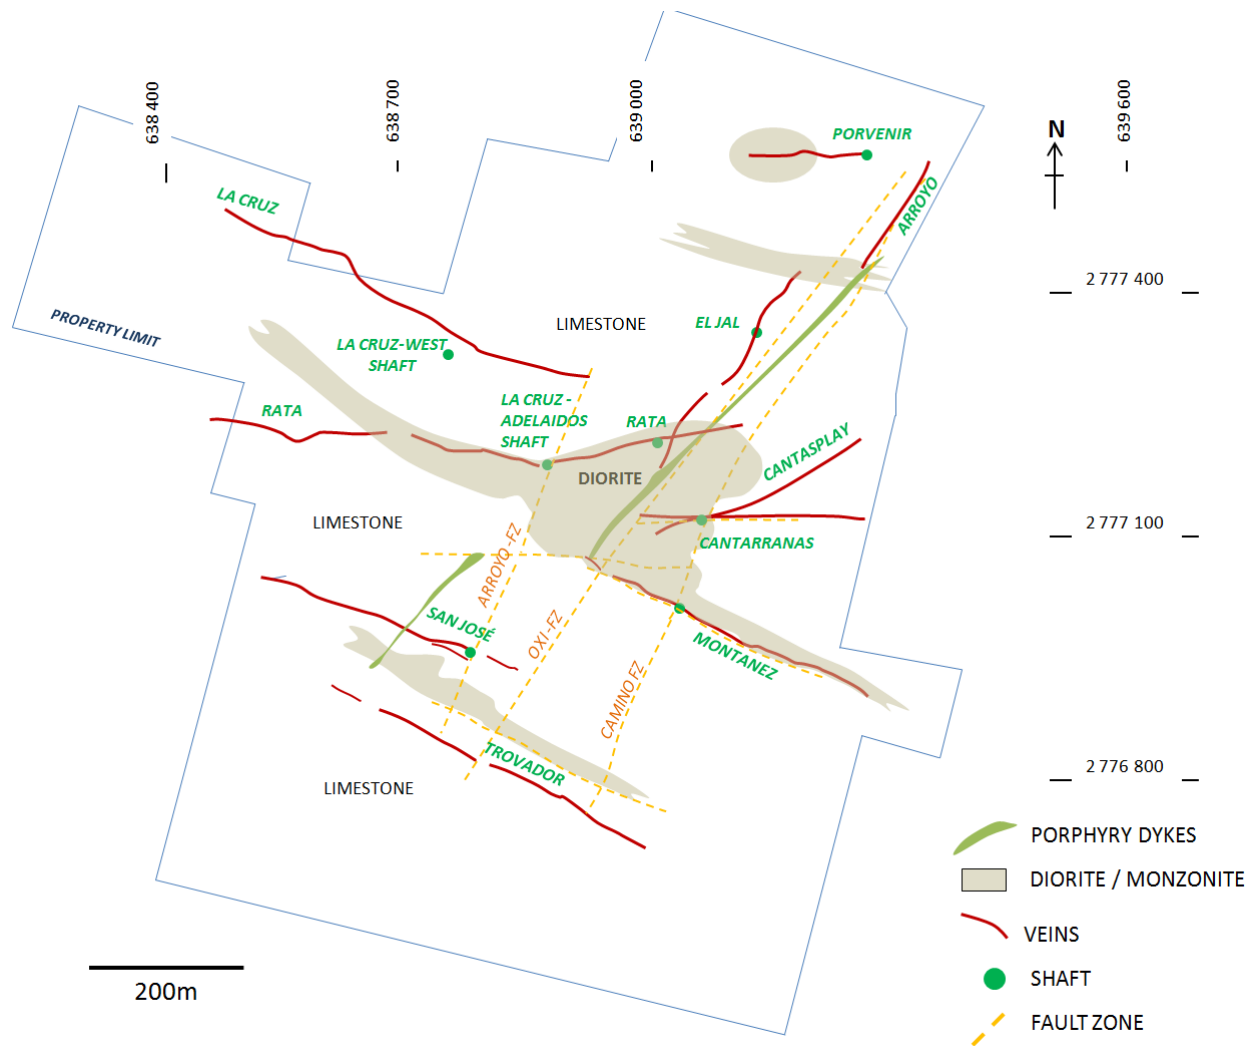 638 400
638 700
639 000
639 600
N
PORVENIR
ARROYO
LA CRUZ
2 777 400
PROPERTY LIMIT
LIMESTONE
EL JAL
LA CRUZ-WEST
SHAFT
LA CRUZ -
ADELAIDOS
SHAFT
RATA
RATA
CANTASPLAY
DIORITE
LIMESTONE
CANTARRANAS
2 777 100
ARROYO -FZ
SAN JOSÉ
OXI -FZ
MONTANEZ
CAMINO FZ
TROVADOR
LIMESTONE
2 776 800
PORPHYRY DYKES
DIORITE / MONZONITE
VEINS
SHAFT
FAULT ZONE
200m